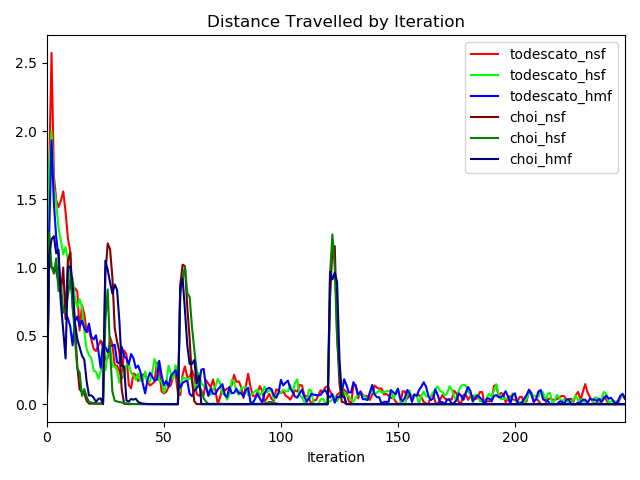 Distance Travelled by Iteration
2.5
2.0
1.5
1.0
0.5
0.0
todescato_nsf
todescato_hsf
todescato_hmf
choi_nsf
choi_hsf
choi_hmf
0 50 100 150 200
Iteration